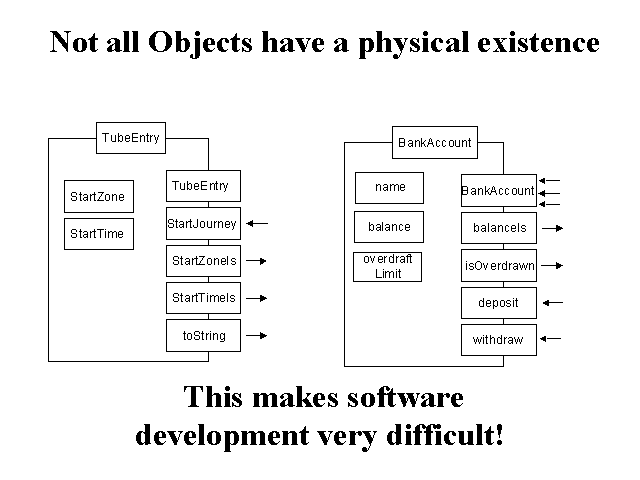 Not all Objects have a physical existence
TubeEntry
StartZone
StartTime
TubeEntry
StartJourney
StartZoneIs
StartTimeIs
toString
BankAccount
name
balance
overdraft
Limit
BankAccount
balanceIs
isOverdrawn
deposit
withdraw
This makes software
development very difficult!